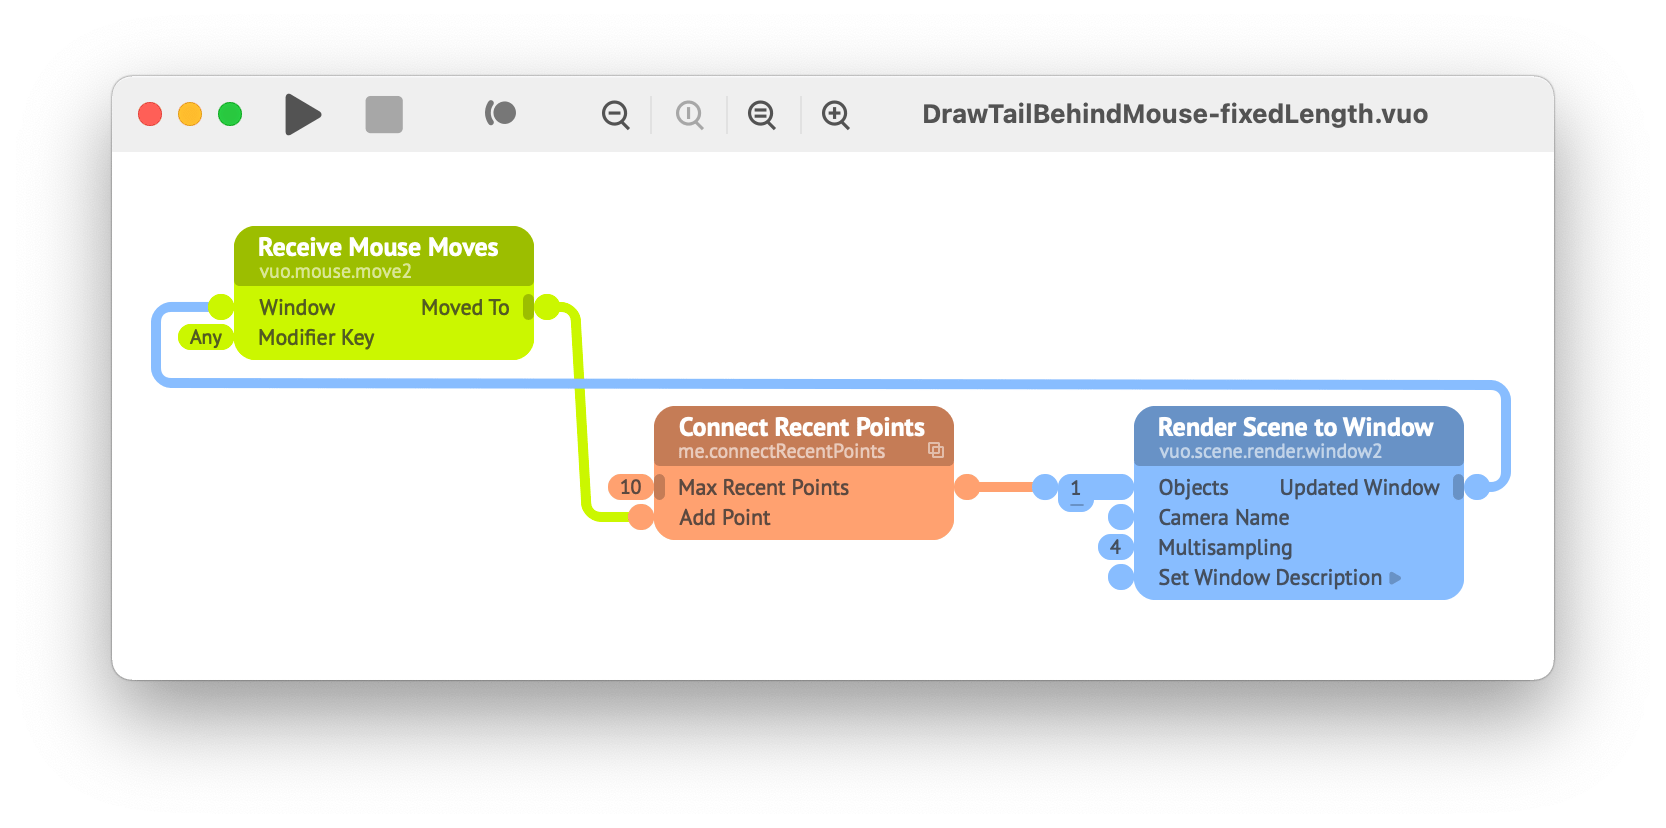 DrawTailBehindMouse-fixedLength.vuo
Receive Mouse Moves
vuo.mouse.move2
Window Moved To
Any Modifier Key
Connect Recent Points
me.connectRecentPoints
10 Max Recent Points
Add Point
Render Scene to Window
vuo.scene.render.window2
1 Objects Updated Window
Camera Name
4 Multisampling
Set Window Description